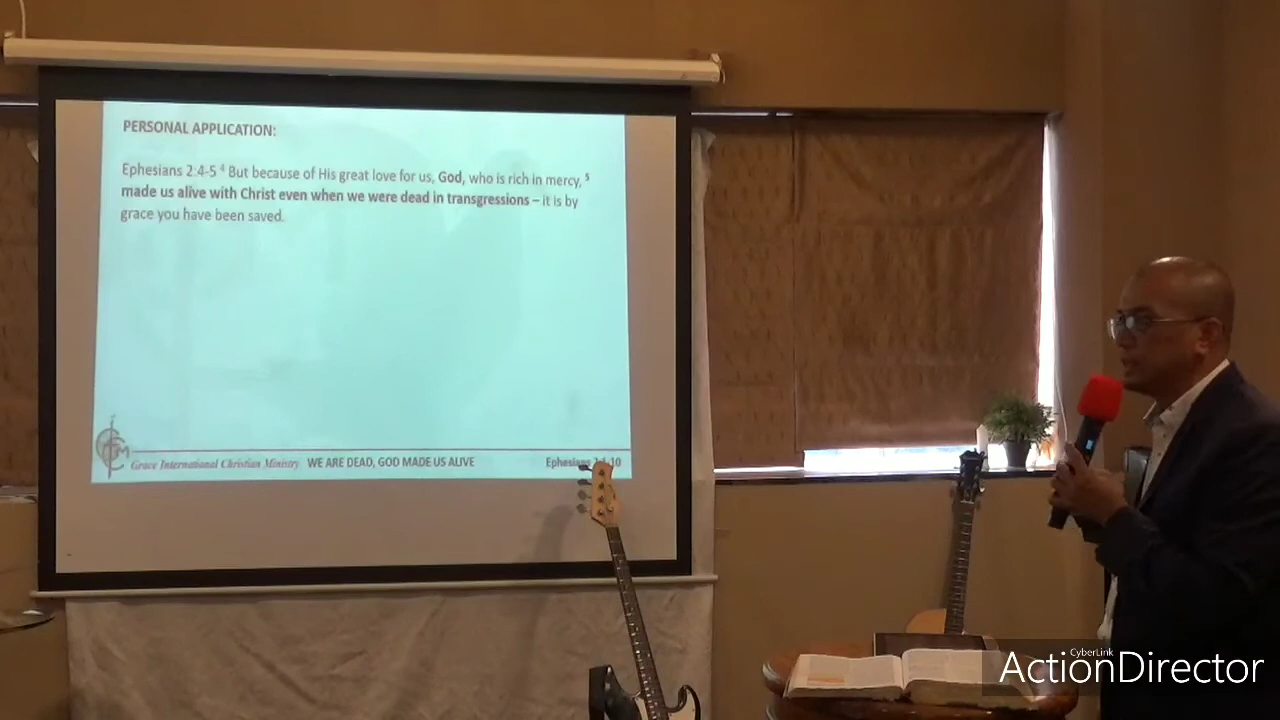 PERSONAL APPLICATION:
Ephesians 2:4-5 ⁴ But because of His great love for us, God, who is rich in mercy, ⁵
made us alive with Christ even when we were dead in transgressions – it is by
grace you have been saved.
Grace International Christian Ministry WE ARE DEAD, GOD MADE US ALIVE Ephesians
CyberLink
ActionDirector